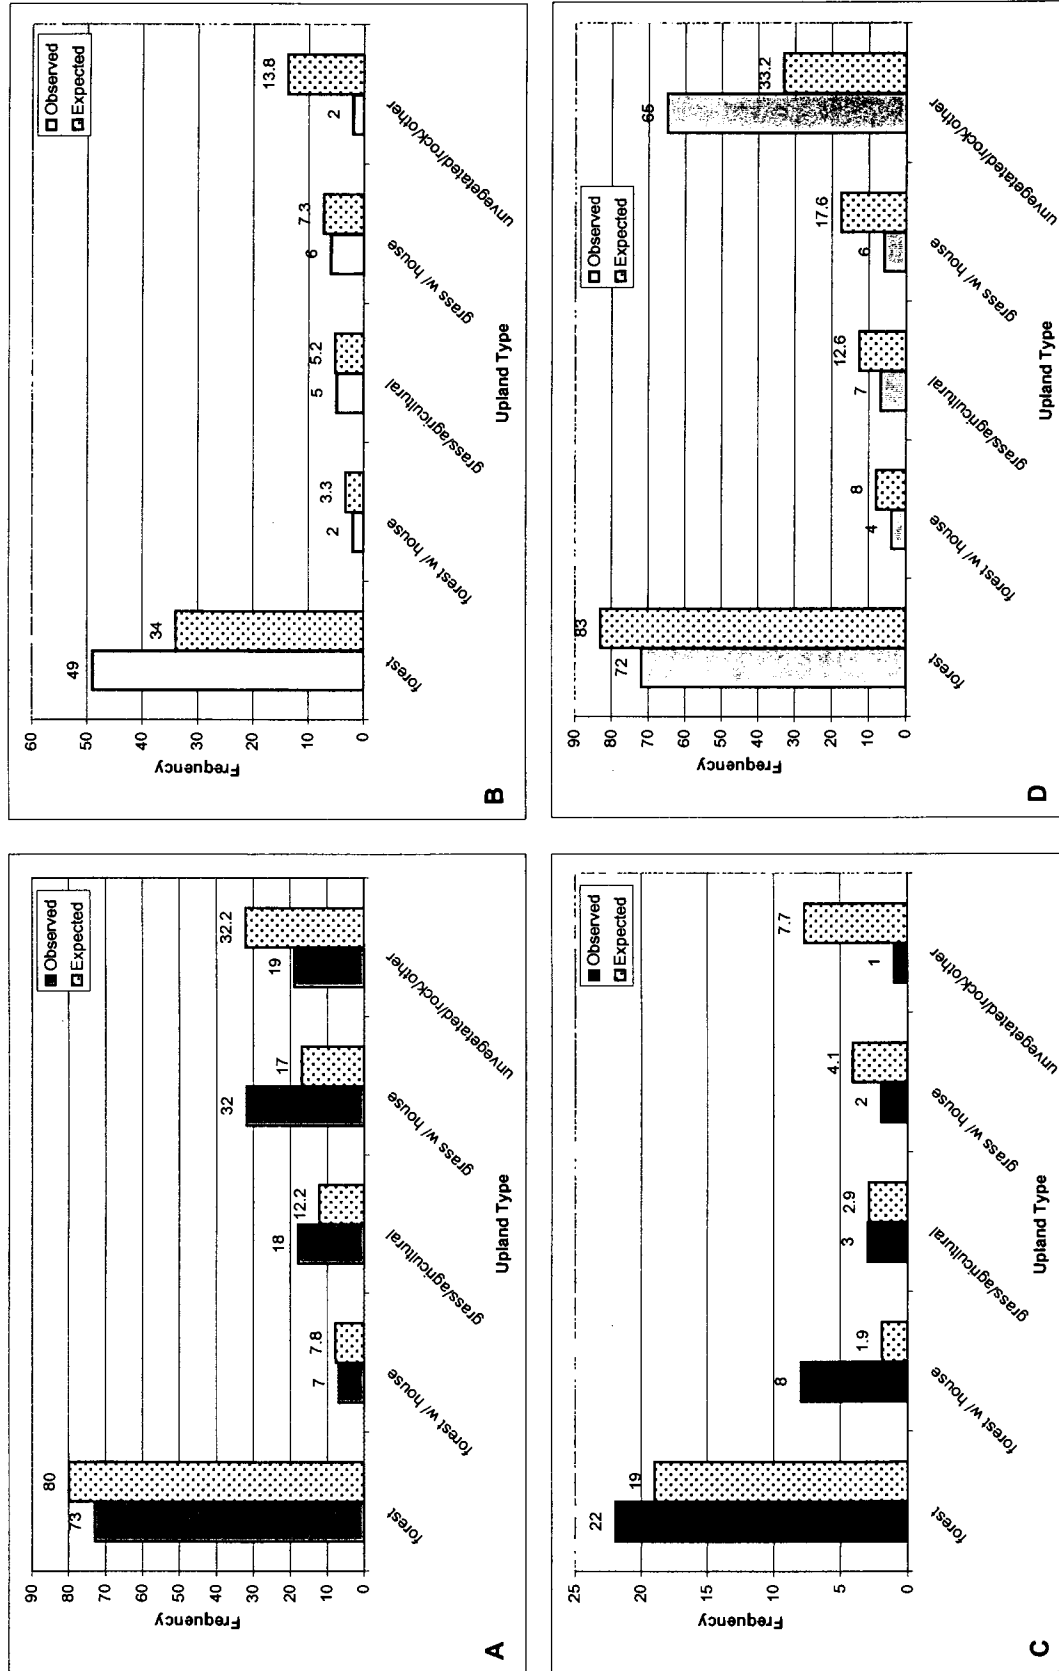 A
Frequency
90
80
70
60
50
40
30
20
10
0
Observed
Expected
73
80
7
7.8
18
12.2
32
17
19
32.2
forest
forest w/ house
grass/agricultural
grass w/ house
unvegetated/rock/other
Upland Type
B
Frequency
60
50
40
30
20
10
0
Observed
Expected
49
34
2
3.3
5
5.2
6
7.3
2
13.8
forest
forest w/ house
grass/agricultural
grass w/ house
unvegetated/rock/other
Upland Type
C
Frequency
25
20
15
10
5
0
Observed
Expected
22
19
8
1.9
3
2.9
2
4.1
1
7.7
forest
forest w/ house
grass/agricultural
grass w/ house
unvegetated/rock/other
Upland Type
D
Frequency
90
80
70
60
50
40
30
20
10
0
Observed
Expected
72
83
4
8
7
12.6
6
17.6
65
33.2
forest
forest w/ house
grass/agricultural
grass w/ house
unvegetated/rock/other
Upland Type